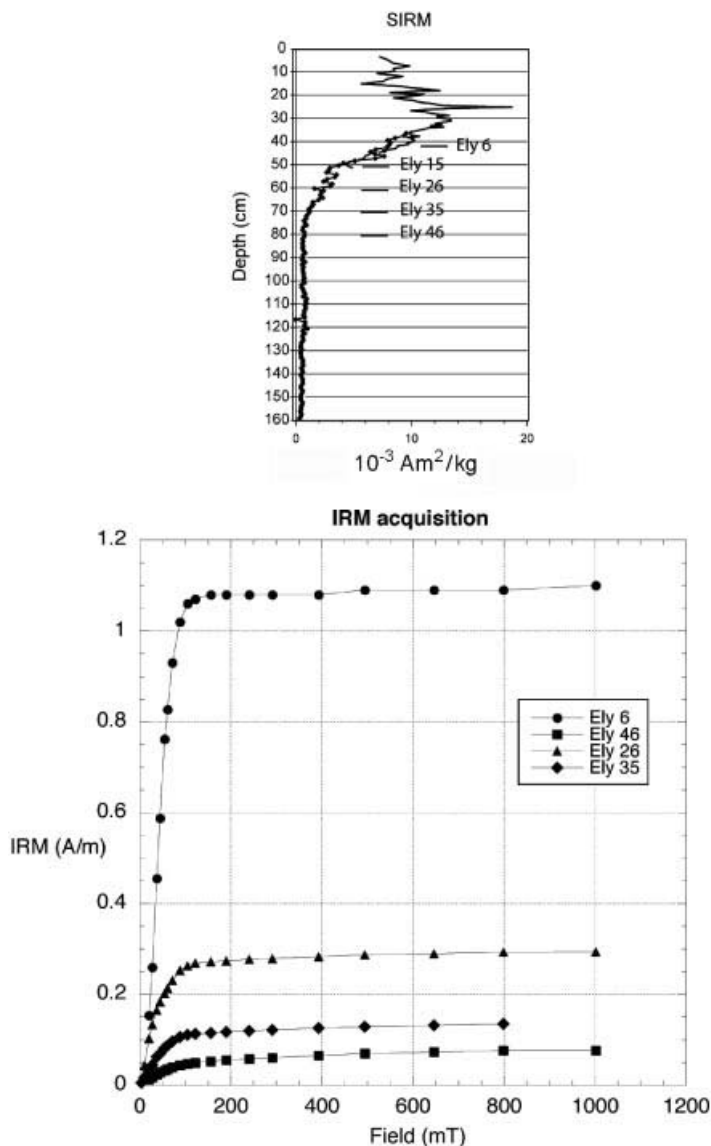 SIRM
0
10
20
30
40
50
60
70
80
90
100
110
120
130
140
150
160
Depth (cm)
Ely 6
Ely 15
Ely 26
Ely 35
Ely 46
0 10 20
10⁻³ Am²/kg
IRM acquisition
1.2
1
0.8
0.6
0.4
0.2
0
IRM (A/m)
Ely 6
Ely 46
Ely 26
Ely 35
0 200 400 600 800 1000 1200
Field (mT)